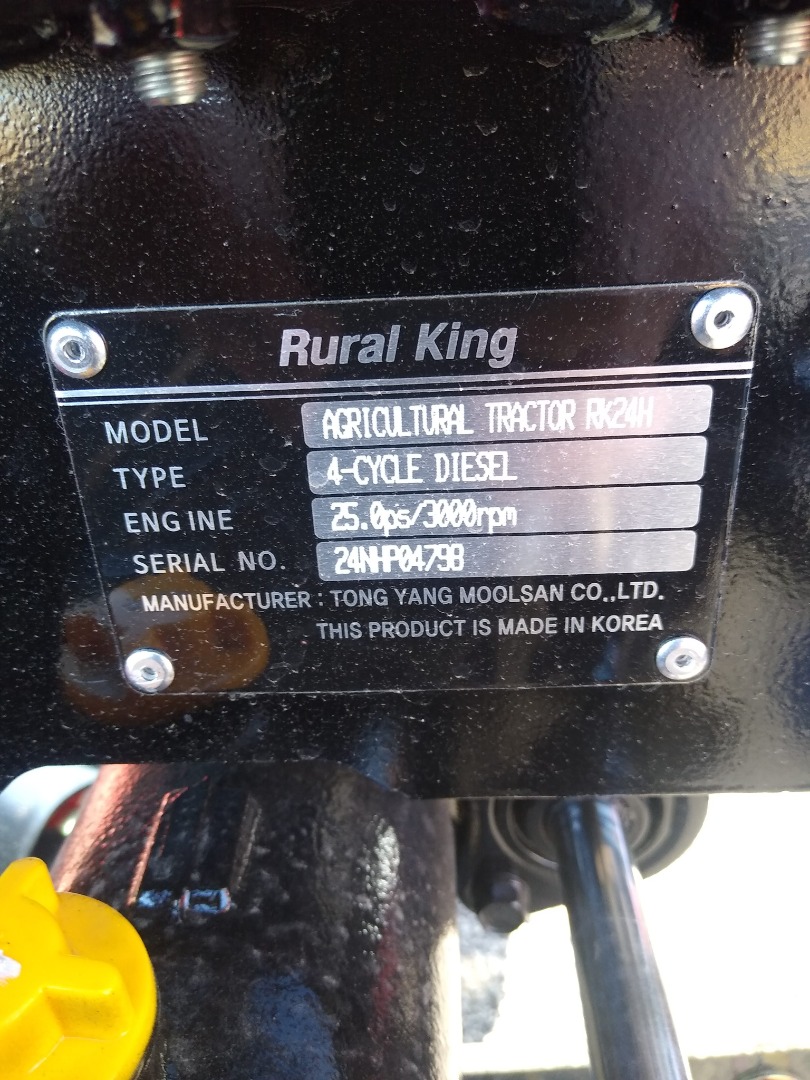 Rural King
MODEL AGRICULTURAL TRACTOR RK24H
TYPE 4-CYCLE DIESEL
ENGINE 25.0ps/3000rpm
SERIAL NO. 24NHP04798
MANUFACTURER : TONG YANG MOOLSAN CO.,LTD.
THIS PRODUCT IS MADE IN KOREA